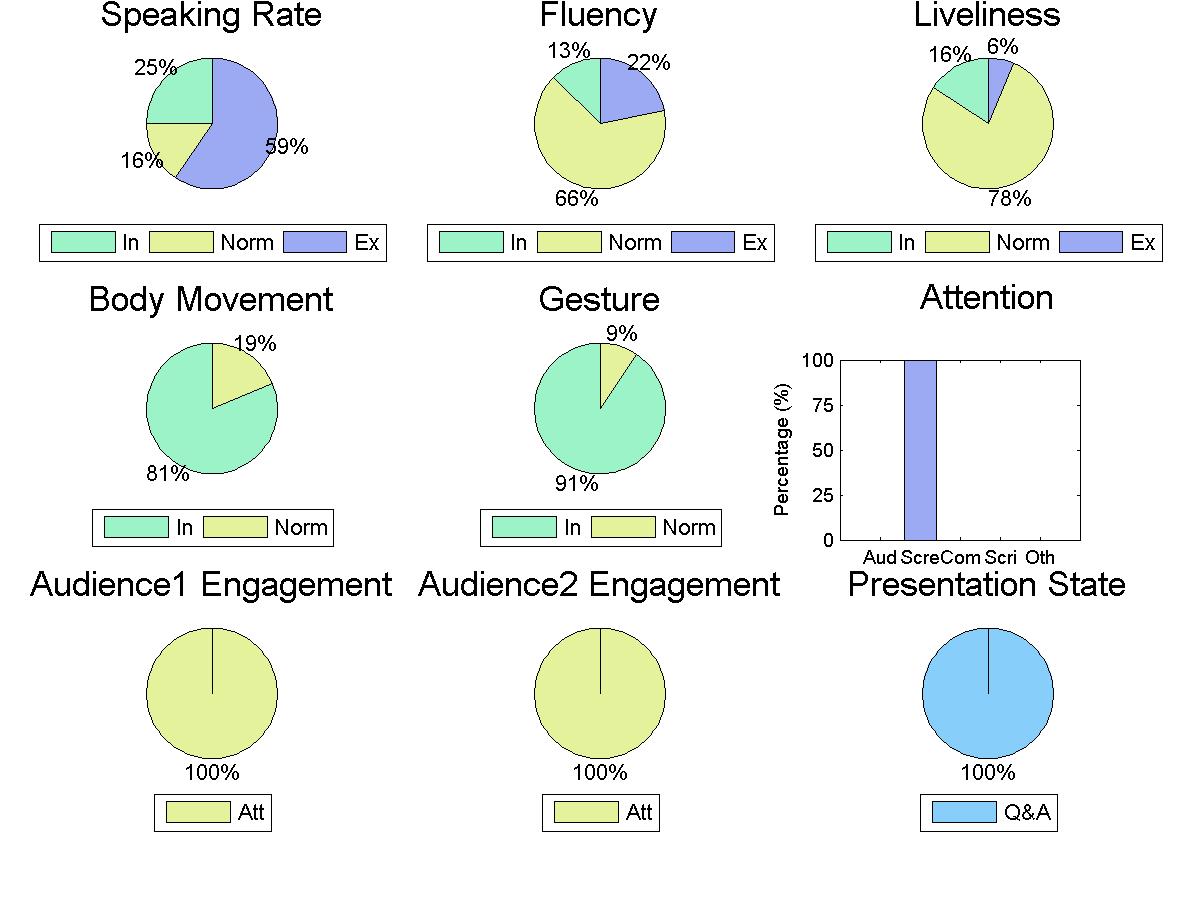 Speaking Rate
25%
59%
16%
In Norm Ex
Fluency
13%
22%
66%
In Norm Ex
Liveliness
16%
6%
78%
In Norm Ex
Body Movement
19%
81%
In Norm
Gesture
9%
91%
In Norm
Attention
Percentage (%)
100
75
50
25
0
Aud Scre Com Scri Oth
Audience1 Engagement
100%
Att
Audience2 Engagement
100%
Att
Presentation State
100%
Q&A